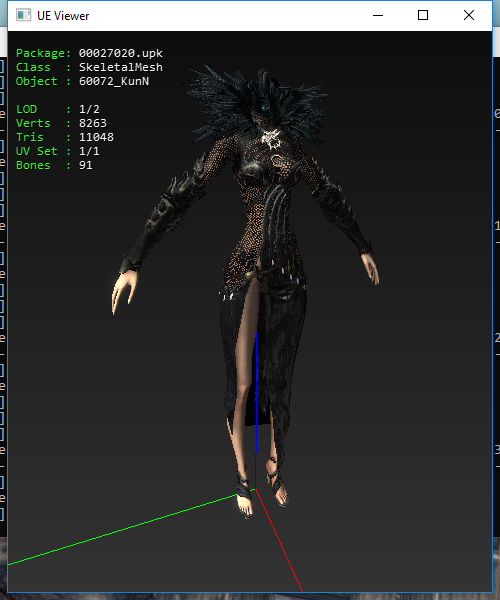 UE Viewer
Package: 00027020.upk
Class : SkeletalMesh
Object : 60072_KunN
LOD : 1/2
Verts : 8263
Tris : 11048
UV Set : 1/1
Bones : 91